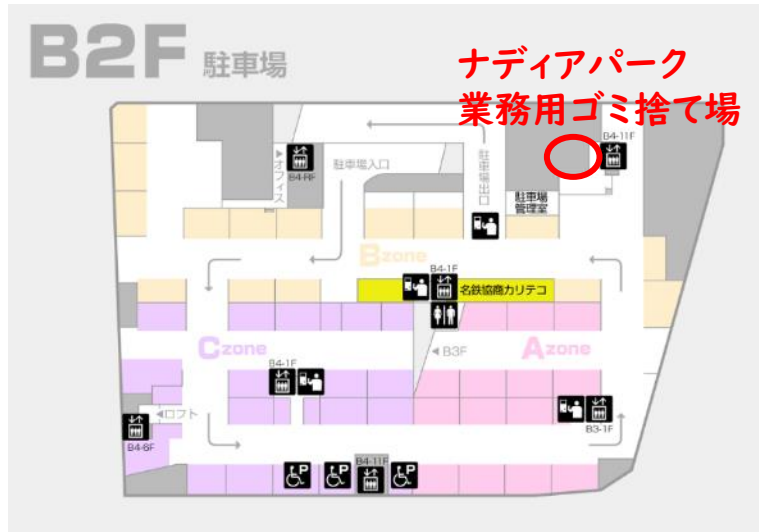 B2F 駐車場
ナディアパーク
業務用ゴミ捨て場
B4-11F
▶オフィス
B4-RF
駐車場入口
駐車場出口
駐車場
管理室
Bzone
B4-1F
名鉄協商カリテコ
Czone
◀B3F
Azone
B4-1F
◀ロフト
B4-6F
B3-1F
B4-11F
P
P
P